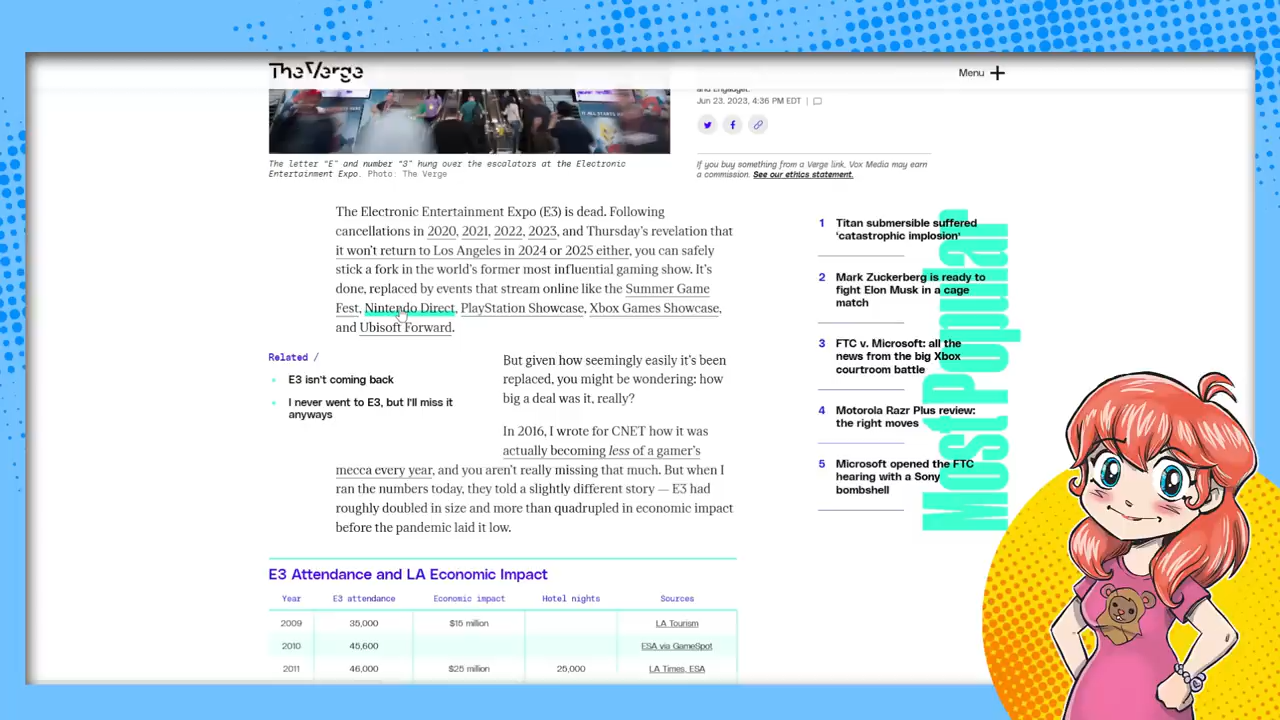 The Verge
Menu
and Engadget.
Jun 23, 2023, 4:36 PM EDT
The letter "E" and number "3" hung over the escalators at the Electronic
Entertainment Expo. Photo: The Verge
If you buy something from a Verge link, Vox Media may earn
a commission. See our ethics statement.
The Electronic Entertainment Expo (E3) is dead. Following
cancellations in 2020, 2021, 2022, 2023, and Thursday's revelation that
it won't return to Los Angeles in 2024 or 2025 either, you can safely
stick a fork in the world's former most influential gaming show. It's
done, replaced by events that stream online like the Summer Game
Fest, Nintendo Direct, PlayStation Showcase, Xbox Games Showcase,
and Ubisoft Forward.
Related /
E3 isn't coming back
I never went to E3, but I'll miss it
anyways
But given how seemingly easily it's been
replaced, you might be wondering: how
big a deal was it, really?
In 2016, I wrote for CNET how it was
actually becoming less of a gamer's
mecca every year, and you aren't really missing that much. But when I
ran the numbers today, they told a slightly different story — E3 had
roughly doubled in size and more than quadrupled in economic impact
before the pandemic laid it low.
Most Popular
1 Titan submersible suffered
'catastrophic implosion'
2 Mark Zuckerberg is ready to
fight Elon Musk in a cage
match
3 FTC v. Microsoft: all the
news from the big Xbox
courtroom battle
4 Motorola Razr Plus review:
the right moves
5 Microsoft opened the FTC
hearing with a Sony
bombshell
E3 Attendance and LA Economic Impact
Year E3 attendance Economic impact Hotel nights Sources
2009 35,000 $15 million LA Tourism
2010 45,600 ESA via GameSpot
2011 46,000 $25 million 25,000 LA Times, ESA